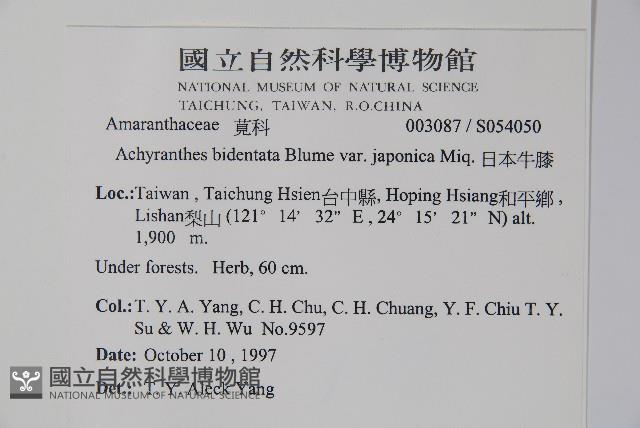 國立自然科學博物館
NATIONAL MUSEUM OF NATURAL SCIENCE
TAICHUNG, TAIWAN, R.O.CHINA
Amaranthaceae 莧科 003087 / S054050
Achyranthes bidentata Blume var. japonica Miq. 日本牛膝
Loc.:Taiwan , Taichung Hsien台中縣, Hoping Hsiang和平鄉 ,
Lishan梨山 (121° 14’ 32” E , 24° 15’ 21” N) alt.
1,900 m.
Under forests. Herb, 60 cm.
Col.:T. Y. A. Yang, C. H. Chu, C. H. Chuang, Y. F. Chiu T. Y.
Su & W. H. Wu No.9597
Date: October 10 , 1997
Det.: T. Y. Aleck Yang
國立自然科學博物館
NATIONAL MUSEUM OF NATURAL SCIENCE